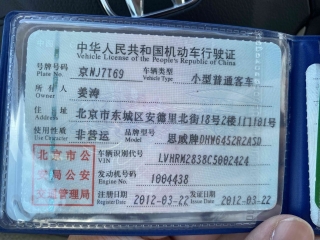 中华人民共和国机动车行驶证
Vehicle License of the People's Republic of China
号牌号码 京MJ7T69 车辆类型 小型普通客车
Plate No. Vehicle Type
所有人 姜涛
Owner
住址 北京市东城区安德里北街18号2楼11门101号
Address
使用性质 非营运 品牌型号 思威牌DHW6452R2ASD
Use Character Model
北京市公 车辆识别代号 LVHRM2838C5002424
VIN
安局公安 发动机号码 1004438
Engine No.
交通管理局 注册日期 2012-03-22 发证日期 2012-03-22
Register Date Issue Date